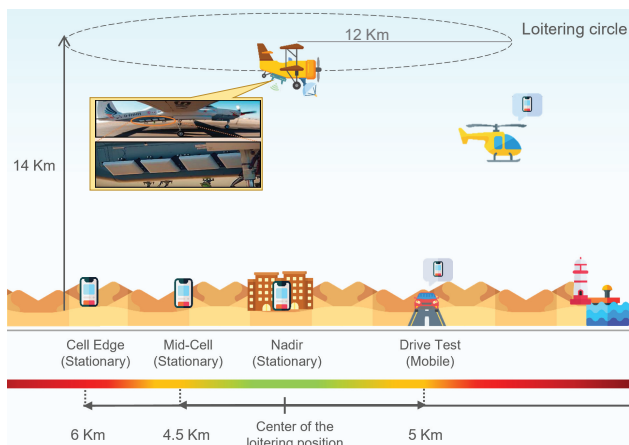 12 Km
Loitering circle
14 Km
Cell Edge
(Stationary)
Mid-Cell
(Stationary)
Nadir
(Stationary)
Drive Test
(Mobile)
6 Km
4.5 Km
Center of the
loitering position
5 Km